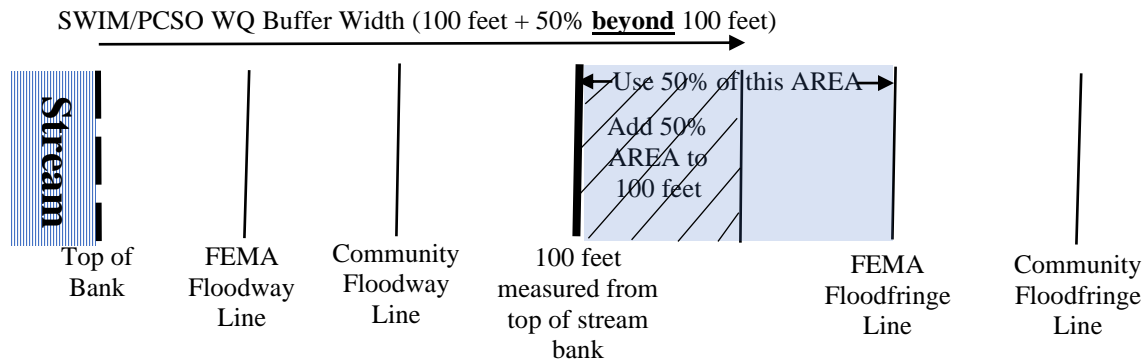 SWIM/PCSO WQ Buffer Width (100 feet + 50% beyond 100 feet)
Stream
Use 50% of this AREA
Add 50%
AREA to
100 feet
Top of
Bank
FEMA
Floodway
Line
Community
Floodway
Line
100 feet
measured from
top of stream
bank
FEMA
Floodfringe
Line
Community
Floodfringe
Line